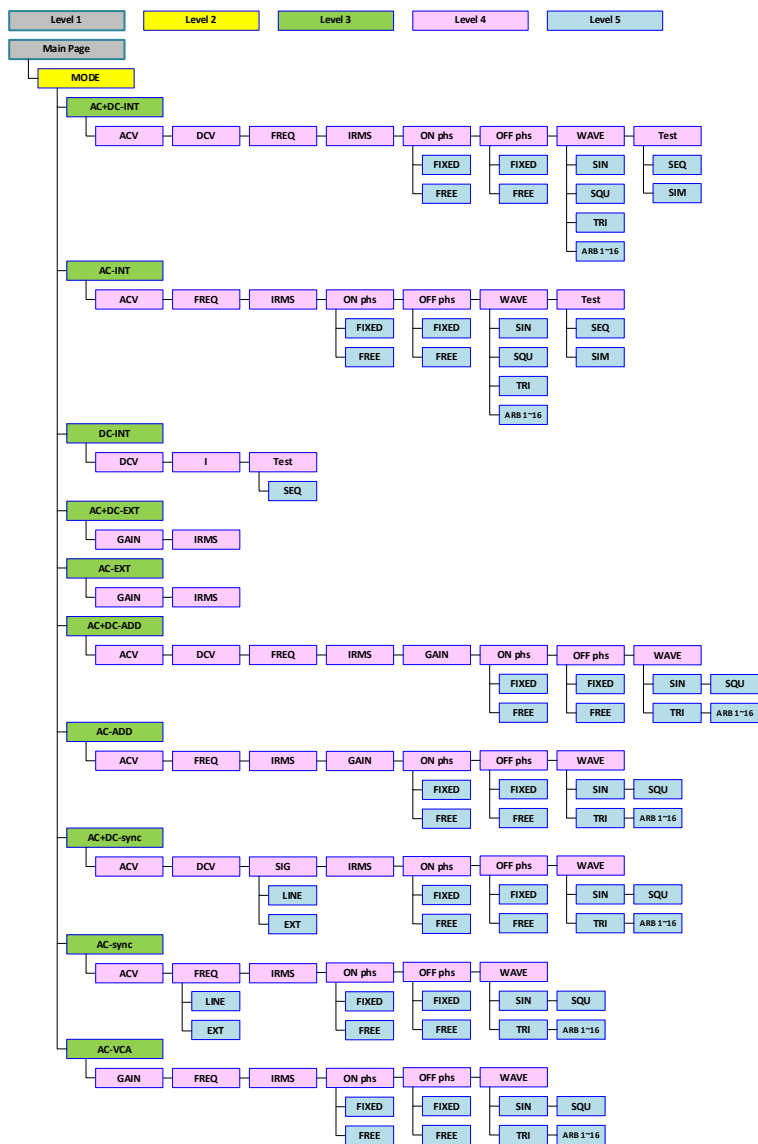 Level 1 Level 2 Level 3 Level 4 Level 5
Main Page
MODE
AC+DC-INT
ACV DCV FREQ IRMS ON phs OFF phs WAVE Test
FIXED FIXED SIN SEQ
FREE FREE SQU SIM
TRI
ARB 1~16
AC-INT
ACV FREQ IRMS ON phs OFF phs WAVE Test
FIXED FIXED SIN SEQ
FREE FREE SQU SIM
TRI
ARB 1~16
DC-INT
DCV I Test
SEQ
AC+DC-EXT
GAIN IRMS
AC-EXT
GAIN IRMS
AC+DC-ADD
ACV DCV FREQ IRMS GAIN ON phs OFF phs WAVE
FIXED FIXED SIN SQU
FREE FREE TRI ARB 1~16
AC-ADD
ACV FREQ IRMS GAIN ON phs OFF phs WAVE
FIXED FIXED SIN SQU
FREE FREE TRI ARB 1~16
AC+DC-sync
ACV DCV SIG IRMS ON phs OFF phs WAVE
LINE FIXED FIXED SIN SQU
EXT FREE FREE TRI ARB 1~16
AC-sync
ACV FREQ IRMS ON phs OFF phs WAVE
LINE FIXED FIXED SIN SQU
EXT FREE FREE TRI ARB 1~16
AC-VCA
GAIN FREQ IRMS ON phs OFF phs WAVE
FIXED FIXED SIN SQU
FREE FREE TRI ARB 1~16